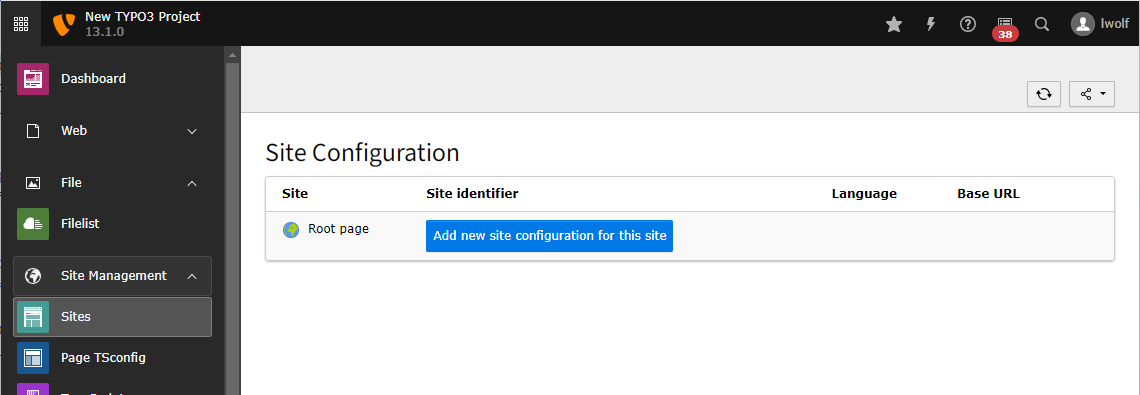 New TYPO3 Project
13.1.0
38
lwolf
Dashboard
Web
File
Filelist
Site Management
Sites
Page TSconfig
Site Configuration
Site Site identifier Language Base URL
Root page Add new site configuration for this site